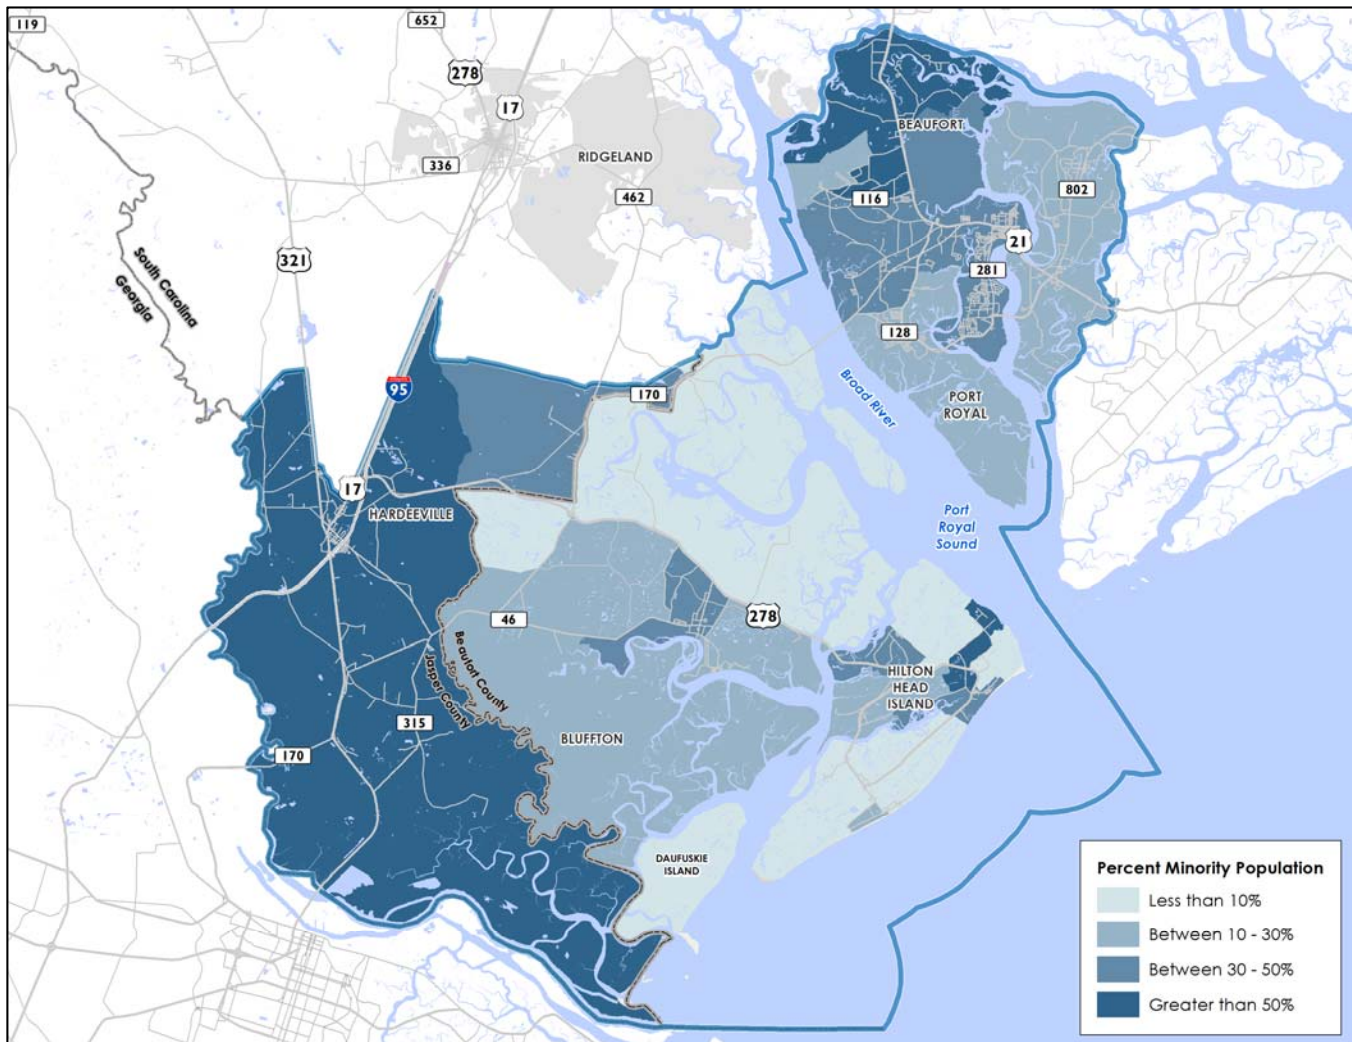 119
652
278
17
336
RIDGELAND
462
BEAUFORT
802
116
21
281
321
South Carolina
Georgia
128
95
170
Broad River
PORT
ROYAL
17
HARDEEVILLE
Port
Royal
Sound
46
278
Beaufort County
Jasper County
HILTON
HEAD
ISLAND
315
BLUFFTON
170
DAUFUSKIE
ISLAND
Percent Minority Population
Less than 10%
Between 10 - 30%
Between 30 - 50%
Greater than 50%